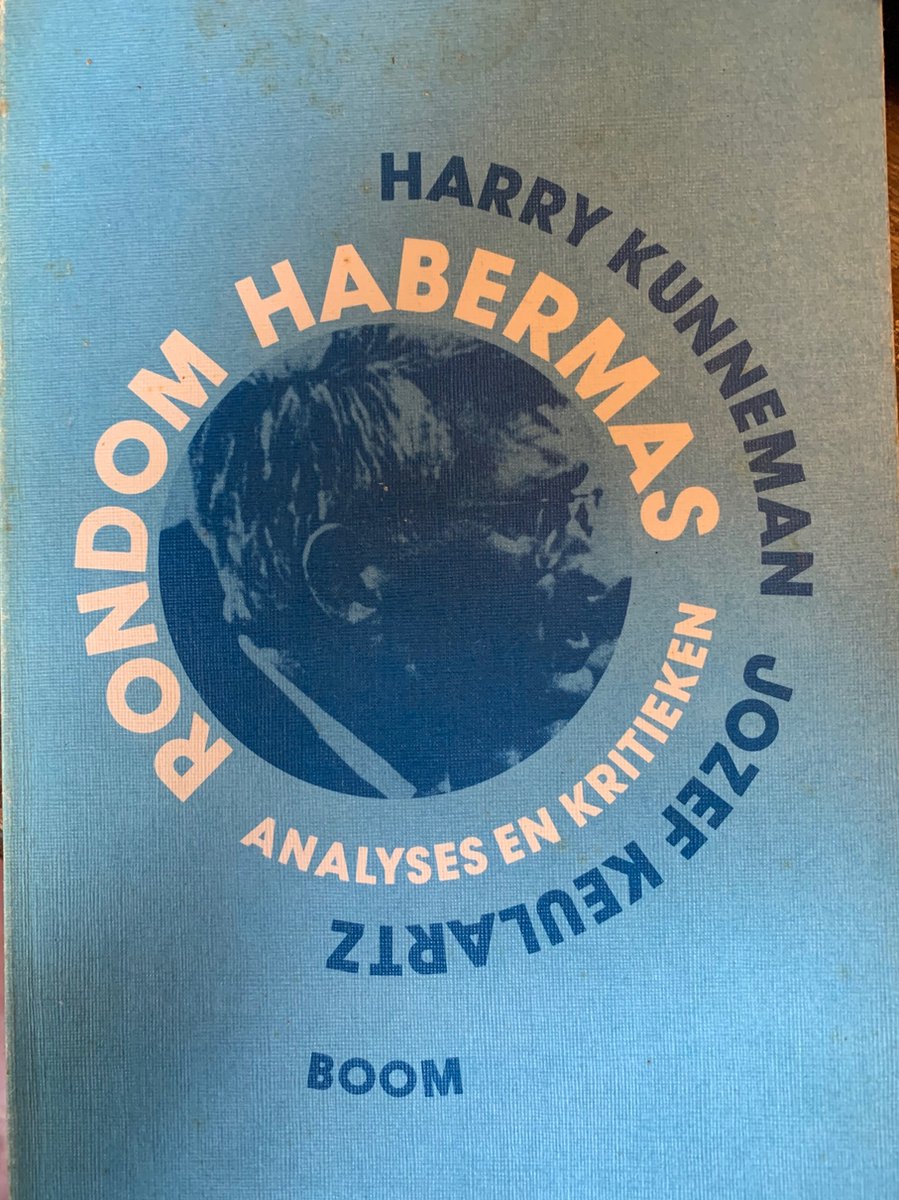 HARRY KUNNEMAN JOZEF KEULARTZ
RONDOM HABERMAS
ANALYSES EN KRITIEKEN
BOOM